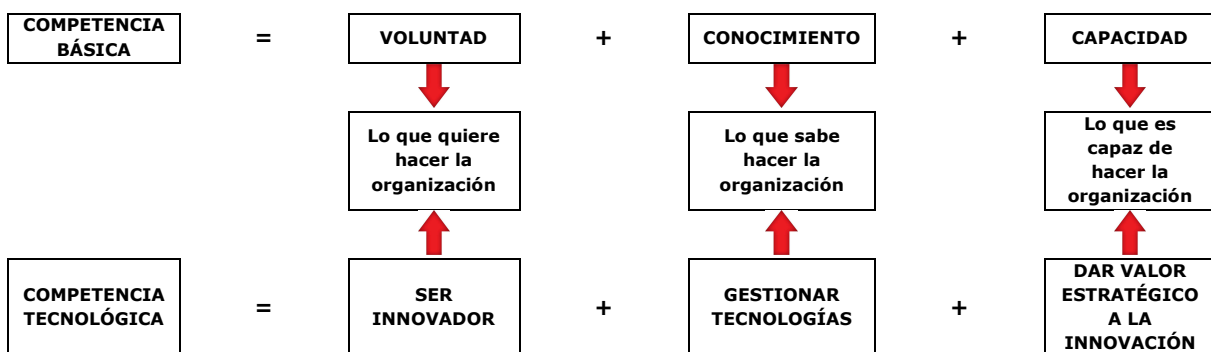 COMPETENCIA
BÁSICA
=
VOLUNTAD
+
CONOCIMIENTO
+
CAPACIDAD
Lo que quiere
hacer la
organización
Lo que sabe
hacer la
organización
Lo que es
capaz de
hacer la
organización
COMPETENCIA
TECNOLÓGICA
=
SER
INNOVADOR
+
GESTIONAR
TECNOLOGÍAS
+
DAR VALOR
ESTRATÉGICO
A LA
INNOVACIÓN